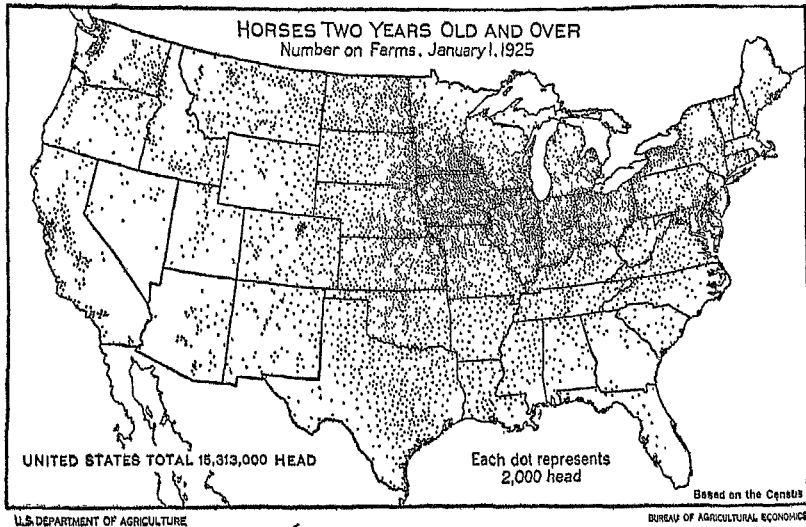 HORSES TWO YEARS OLD AND OVER
Number on Farms, January 1, 1925
UNITED STATES TOTAL 15,313,000 HEAD
Each dot represents
2,000 head
Based on the Census
U.S. DEPARTMENT OF AGRICULTURE
BUREAU OF AGRICULTURAL ECONOMICS